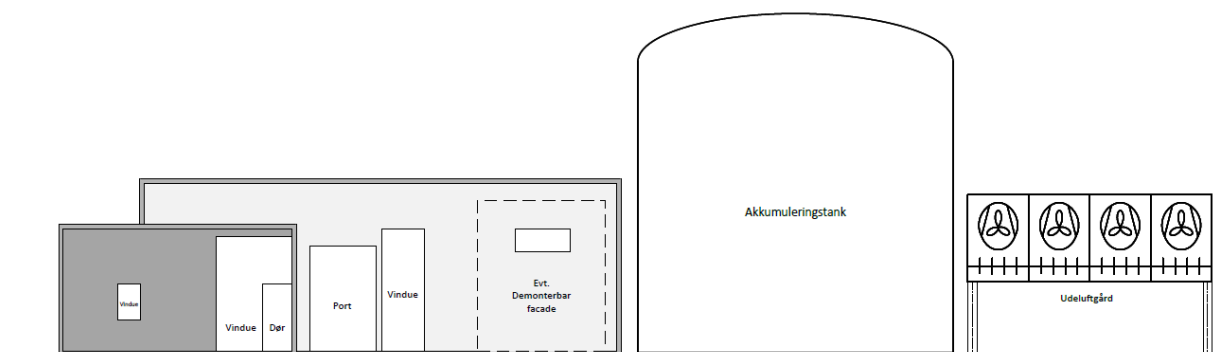 Vindue
Vindue
Dør
Port
Vindue
Evt.
Demonterbar
facade
Akkumuleringstank
Udeluftgård